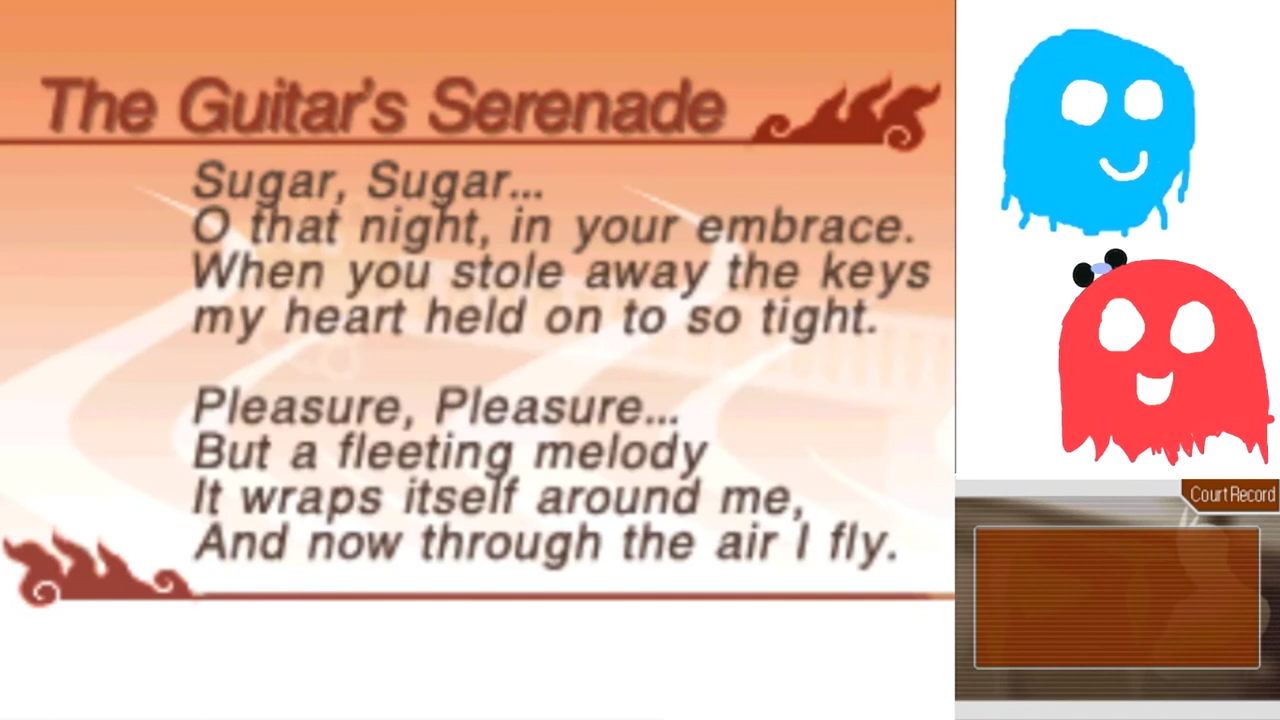 The Guitar's Serenade
Sugar, Sugar...
O that night, in your embrace.
When you stole away the keys
my heart held on to so tight.
Pleasure, Pleasure...
But a fleeting melody
It wraps itself around me,
And now through the air I fly.
Court Record